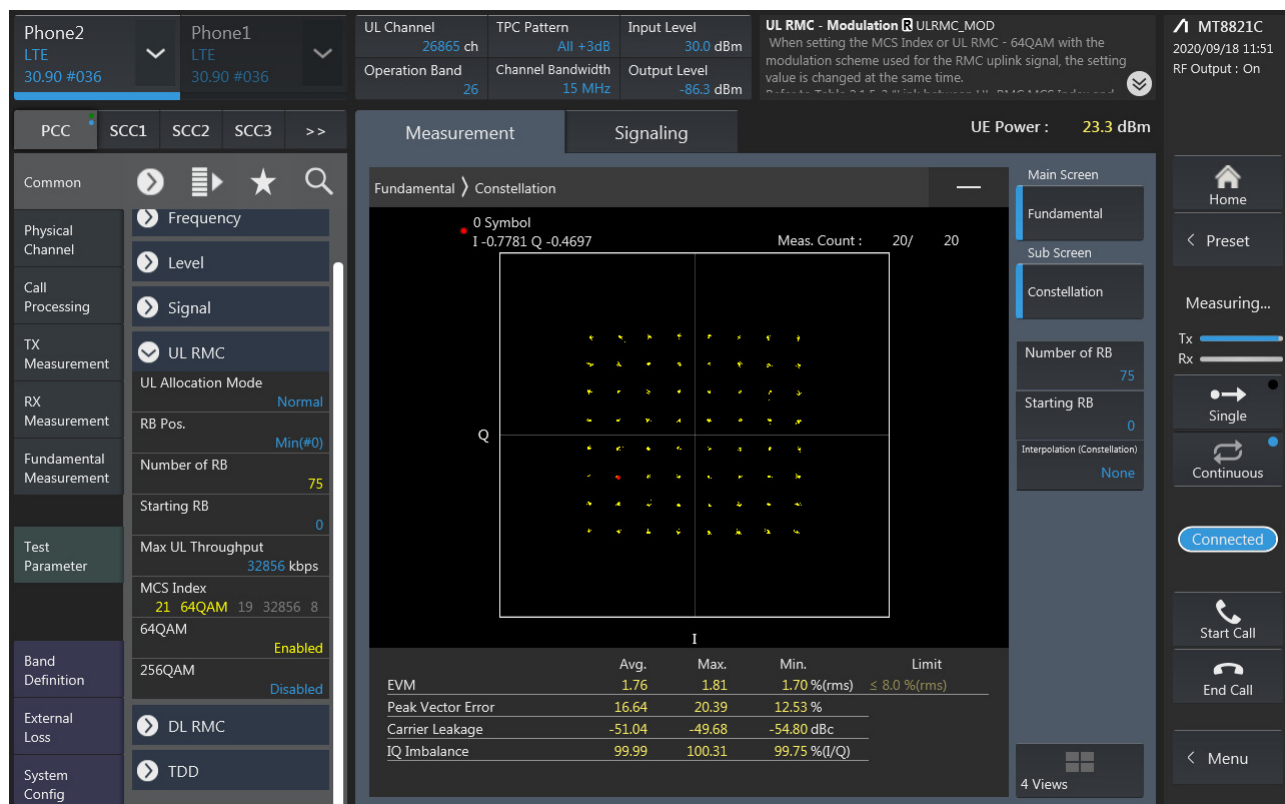 Phone2
LTE
30.90 #036
Phone1
LTE
30.90 #036
UL Channel
26865 ch
Operation Band
26
TPC Pattern
All +3dB
Channel Bandwidth
15 MHz
Input Level
30.0 dBm
Output Level
-86.3 dBm
UL RMC - Modulation R ULRMC_MOD
When setting the MCS Index or UL RMC - 64QAM with the
modulation scheme used for the RMC uplink signal, the setting
value is changed at the same time.
MT8821C
2020/09/18 11:51
RF Output : On
PCC SCC1 SCC2 SCC3 >>
Measurement
Signaling
UE Power : 23.3 dBm
Common
Physical
Channel
Call
Processing
TX
Measurement
RX
Measurement
Fundamental
Measurement
Test
Parameter
Band
Definition
External
Loss
System
Config
Frequency
Level
Signal
UL RMC
UL Allocation Mode
Normal
RB Pos.
Min(#0)
Number of RB
75
Starting RB
0
Max UL Throughput
32856 kbps
MCS Index
21 64QAM 19 32856 8
64QAM
Enabled
256QAM
Disabled
DL RMC
TDD
Fundamental 〉 Constellation
0 Symbol
I -0.7781 Q -0.4697
Meas. Count : 20/ 20
Q
I
Avg. Max. Min. Limit
EVM 1.76 1.81 1.70 %(rms) ≤ 8.0 %(rms)
Peak Vector Error 16.64 20.39 12.53 %
Carrier Leakage -51.04 -49.68 -54.80 dBc
IQ Imbalance 99.99 100.31 99.75 %(I/Q)
Main Screen
Fundamental
Sub Screen
Constellation
Number of RB
75
Starting RB
0
Interpolation (Constellation)
None
4 Views
Home
< Preset
Measuring...
Tx
Rx
Single
Continuous
Connected
Start Call
End Call
< Menu